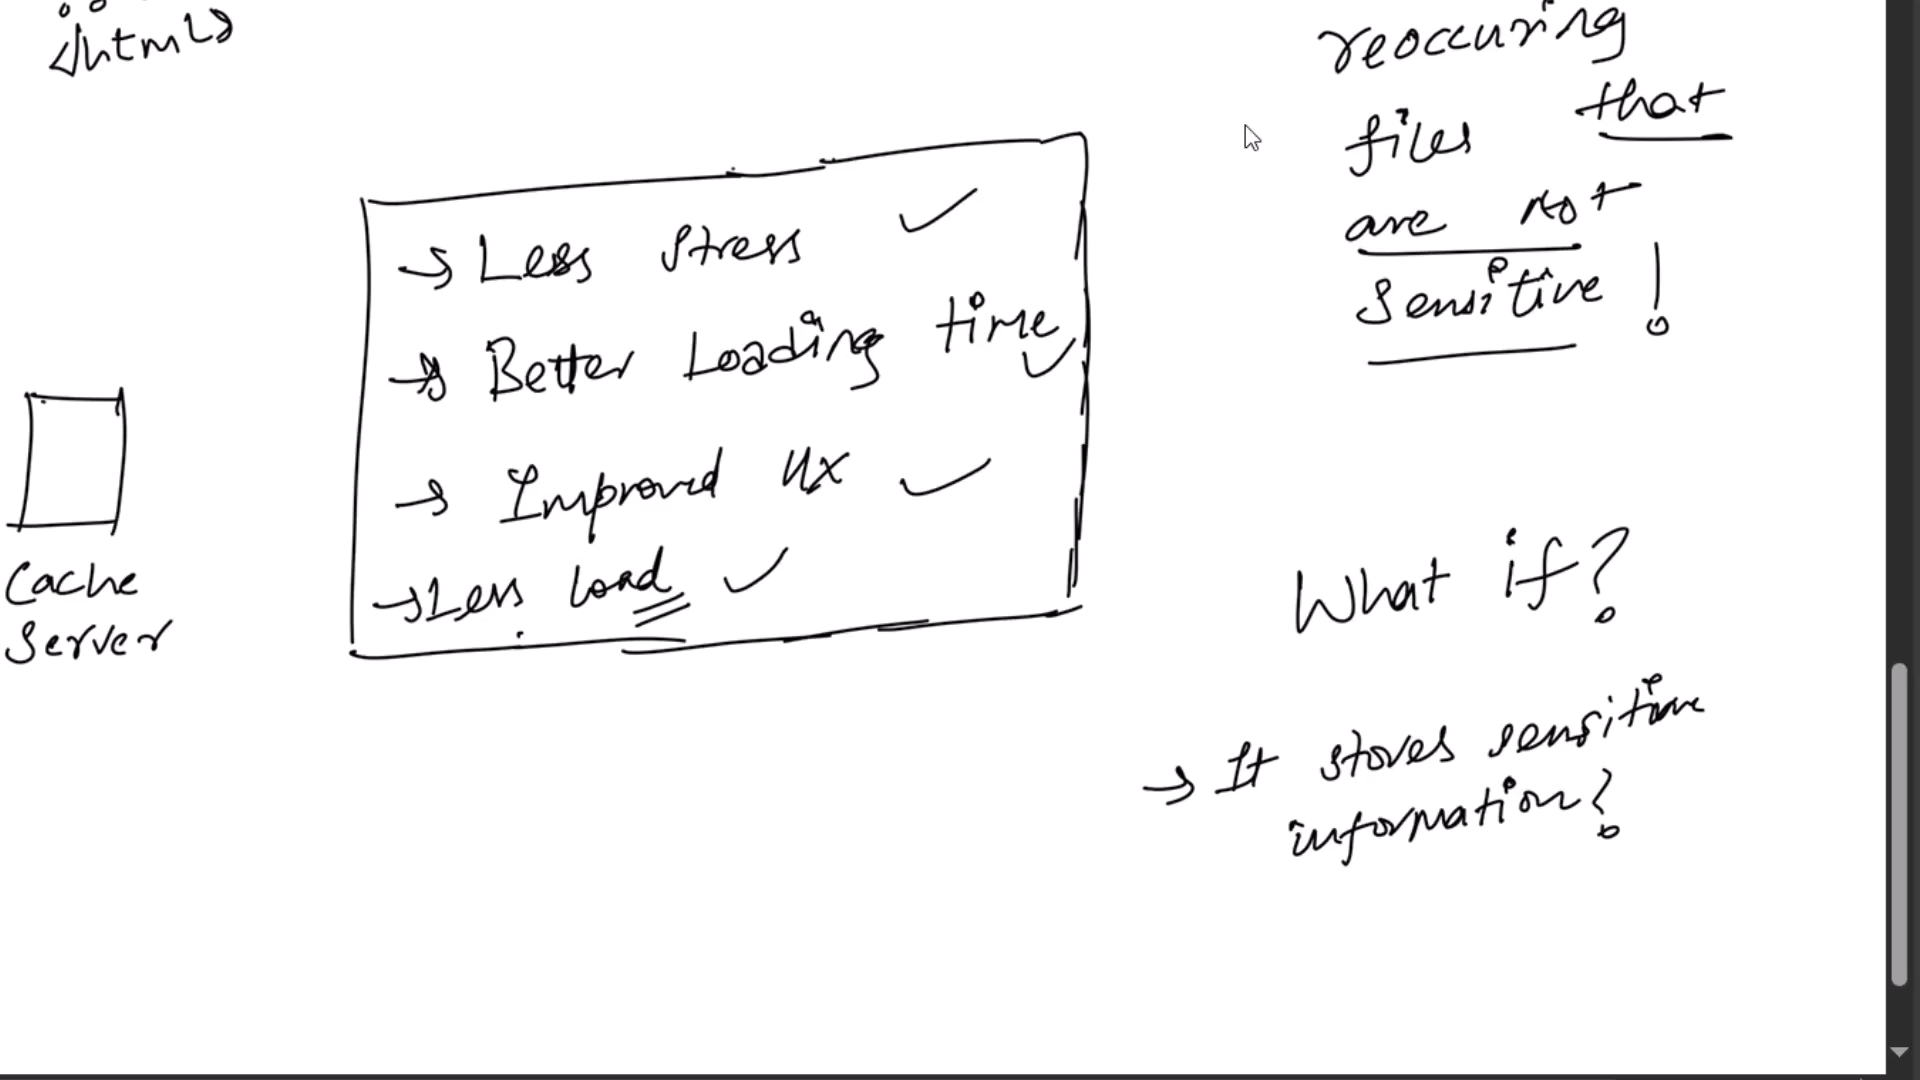 </html>
reoccuring
files that
are not
sensitive !
→ Less stress ✓
→ Better Loading time ✓
→ Improved UX ✓
→ Less load ✓
Cache
server
What if?
→ It stores sensitive
information?